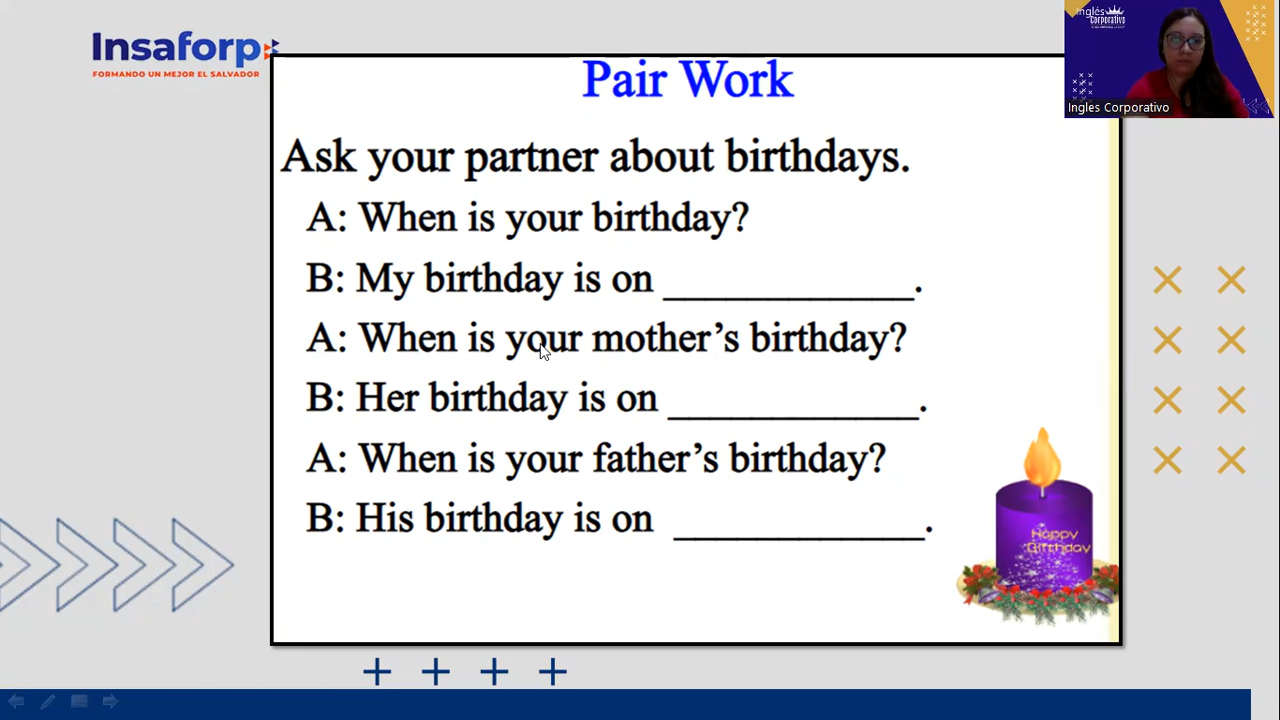 Insaforp
FORMANDO UN MEJOR EL SALVADOR
Inglés
Corporativo
Ingles Corporativo
Pair Work
Ask your partner about birthdays.
A: When is your birthday?
B: My birthday is on ____________.
A: When is your mother’s birthday?
B: Her birthday is on ____________.
A: When is your father’s birthday?
B: His birthday is on ____________.
Happy
Birthday